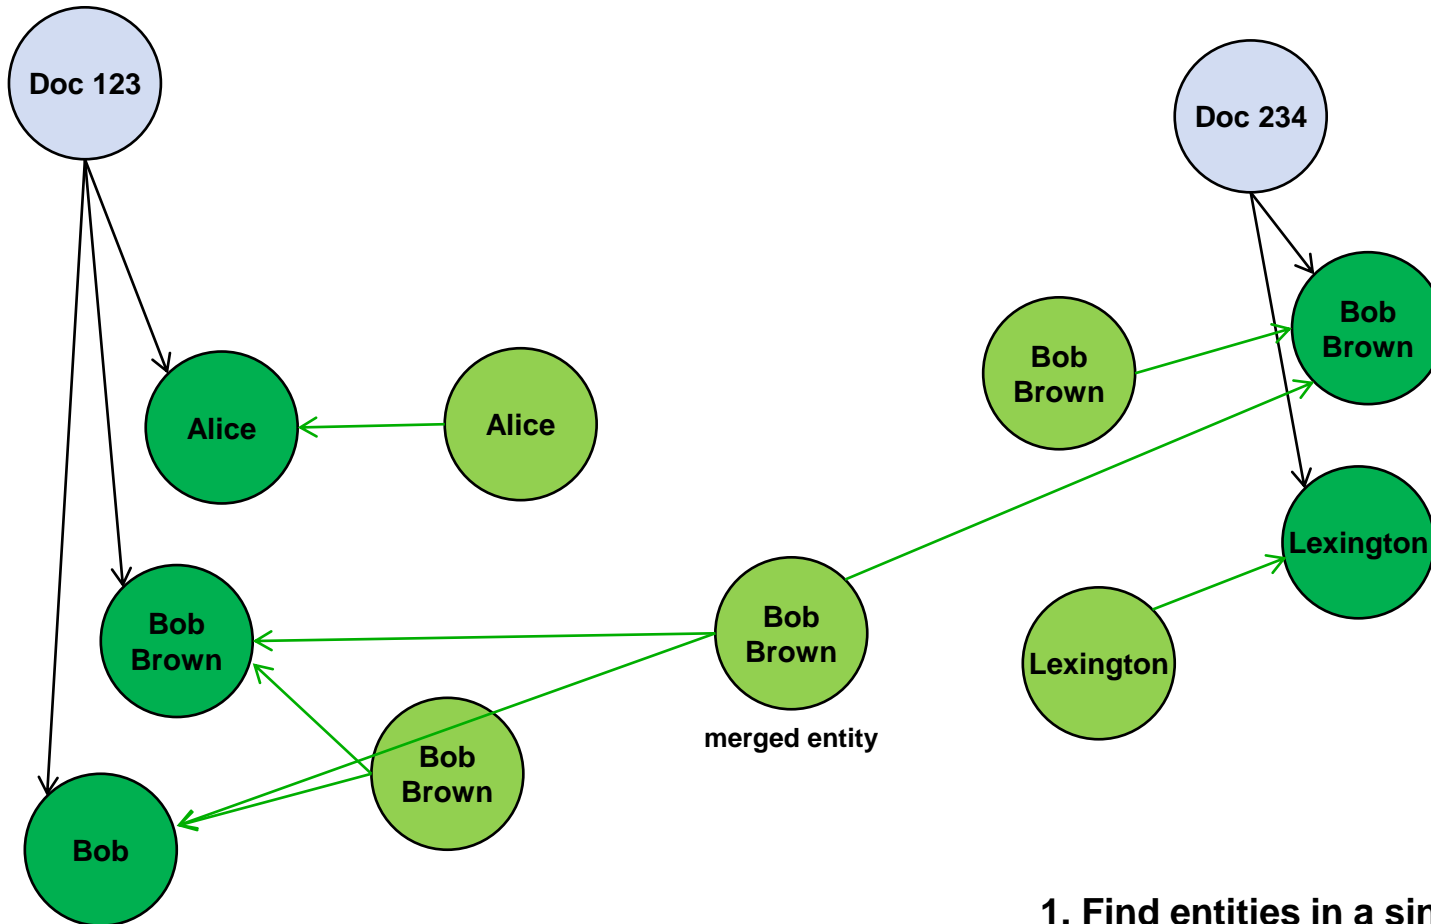 Doc 123
Doc 234
Bob
Brown
Bob
Brown
Alice
Alice
Lexington
Bob
Brown
Bob
Brown
Lexington
merged entity
Bob
Brown
Bob
1. Find entities in a sin